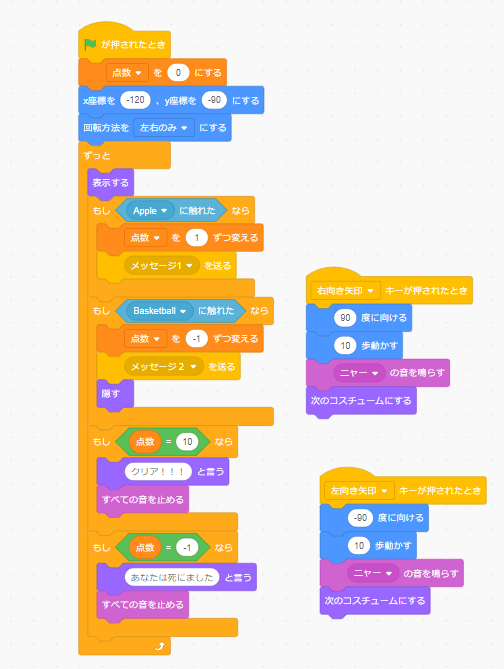 が押されたとき
点数 を 0 にする
x座標を -120 、y座標を -90 にする
回転方法を 左右のみ にする
ずっと
表示する
もし Apple に触れた なら
点数 を 1 ずつ変える
メッセージ1 を送る
もし Basketball に触れた なら
点数 を -1 ずつ変える
メッセージ２ を送る
隠す
もし 点数 = 10 なら
クリア！！！ と言う
すべての音を止める
もし 点数 = -1 なら
あなたは死にました と言う
すべての音を止める
右向き矢印 キーが押されたとき
90 度に向ける
10 歩動かす
ニャー の音を鳴らす
次のコスチュームにする
左向き矢印 キーが押されたとき
-90 度に向ける
10 歩動かす
ニャー の音を鳴らす
次のコスチュームにする